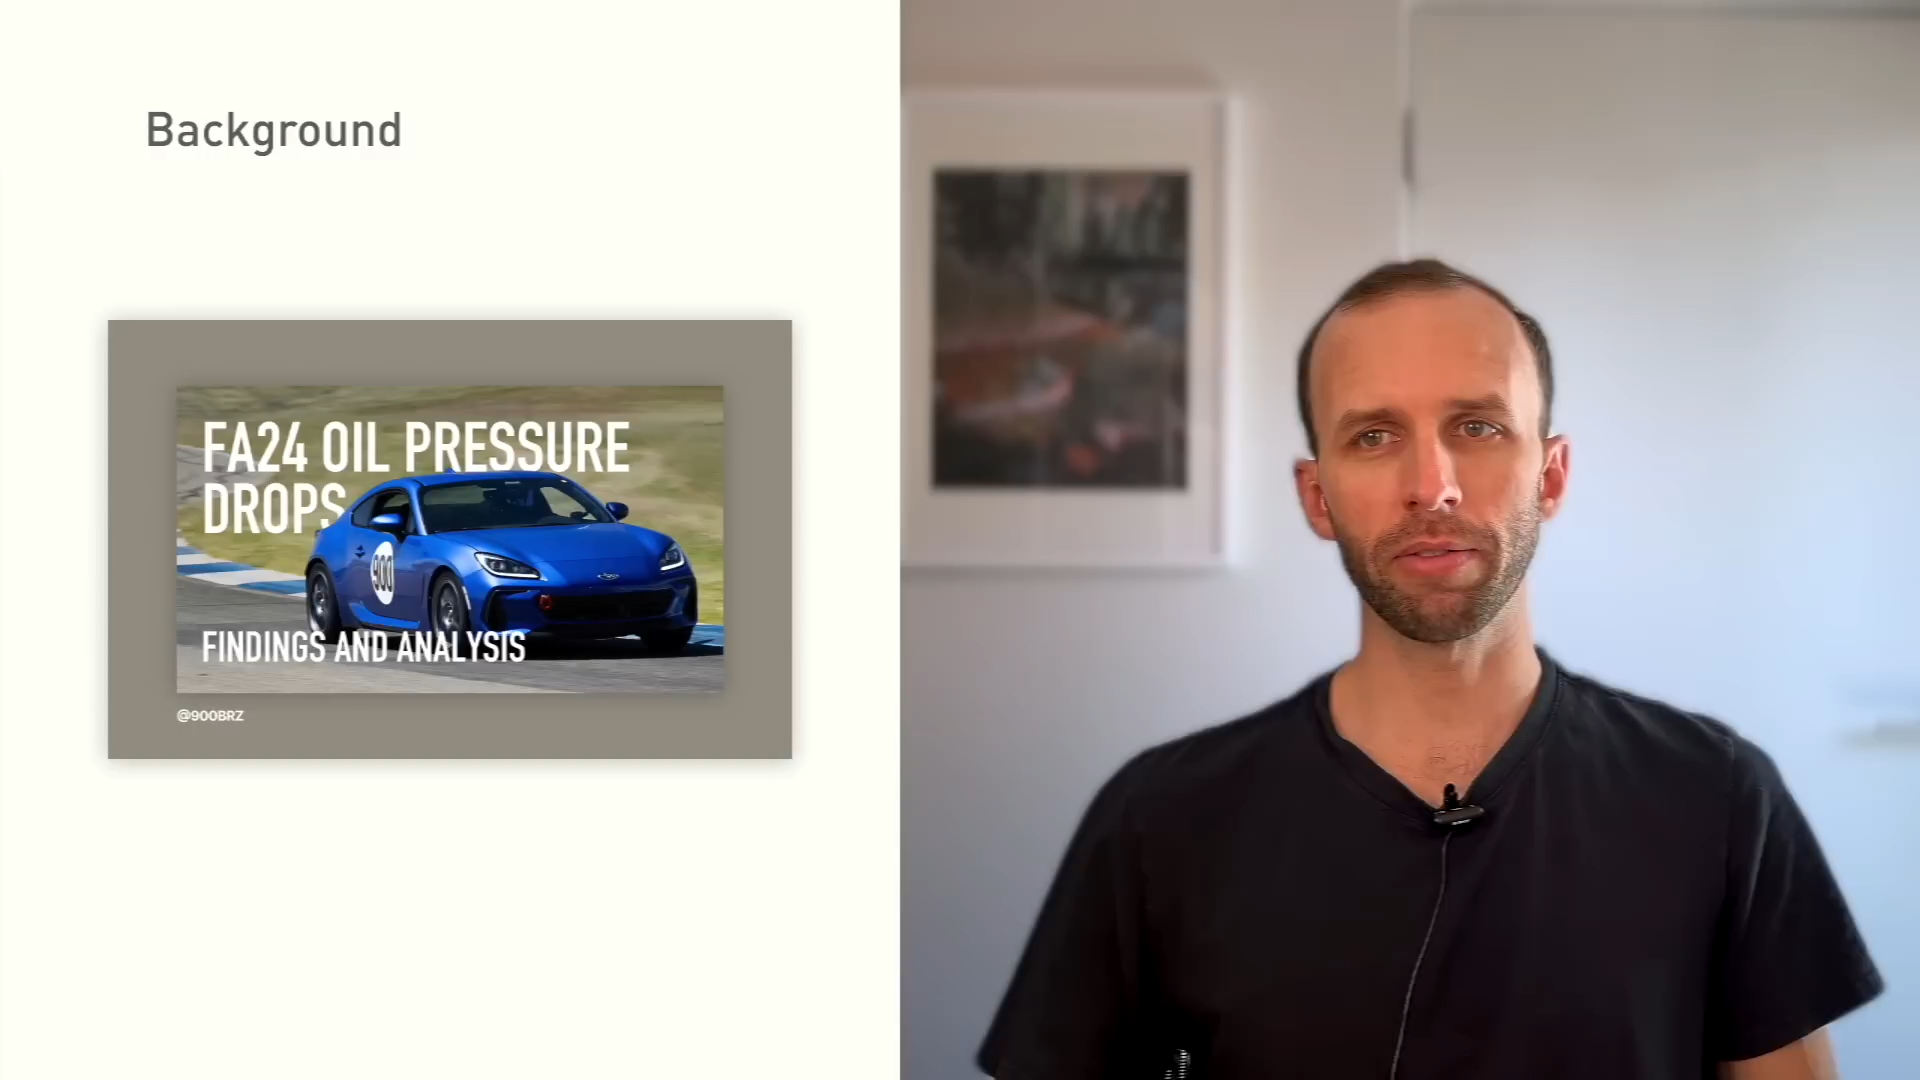 Background
FA24 OIL PRESSURE
DROPS
900
FINDINGS AND ANALYSIS
@900BRZ